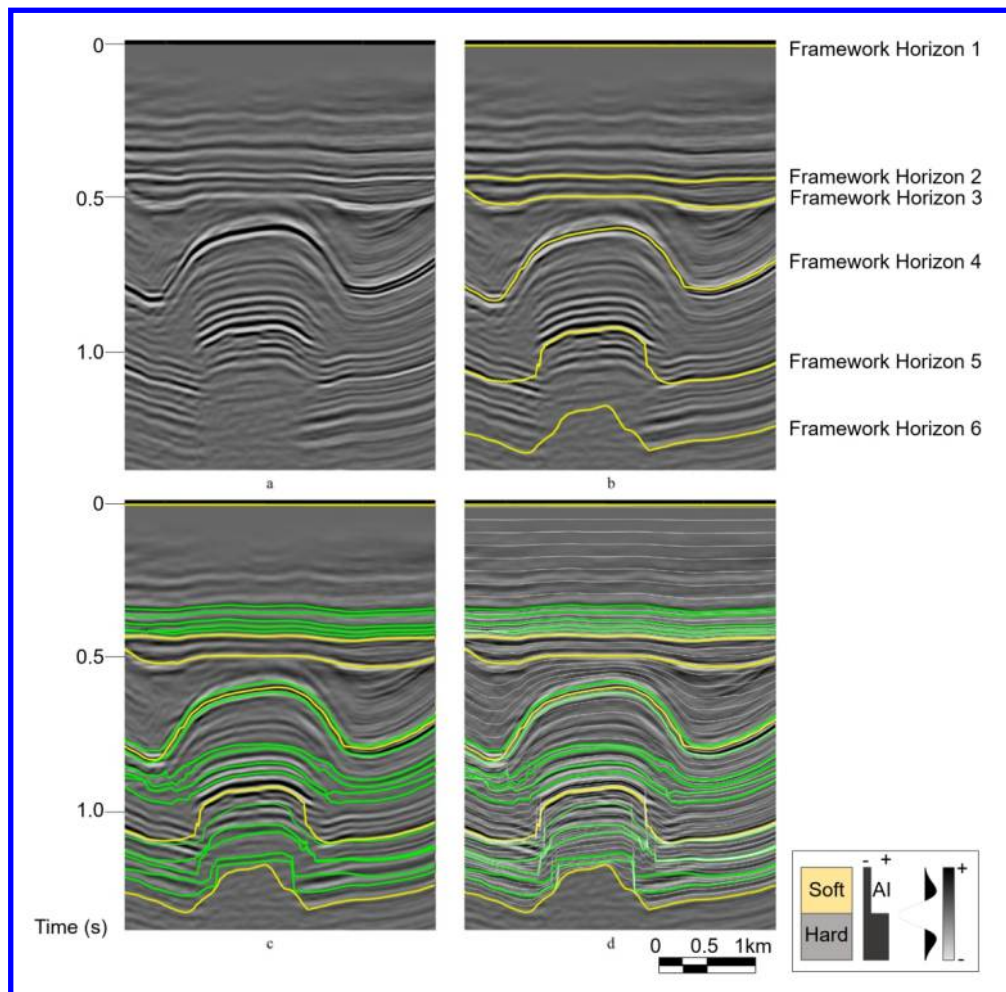 0
Framework Horizon 1
Framework Horizon 2
0.5
Framework Horizon 3
Framework Horizon 4
1.0
Framework Horizon 5
Framework Horizon 6
a
b
0
0.5
1.0
- +
Soft
AI
+
Hard
-
Time (s)
c
d
0 0.5 1km